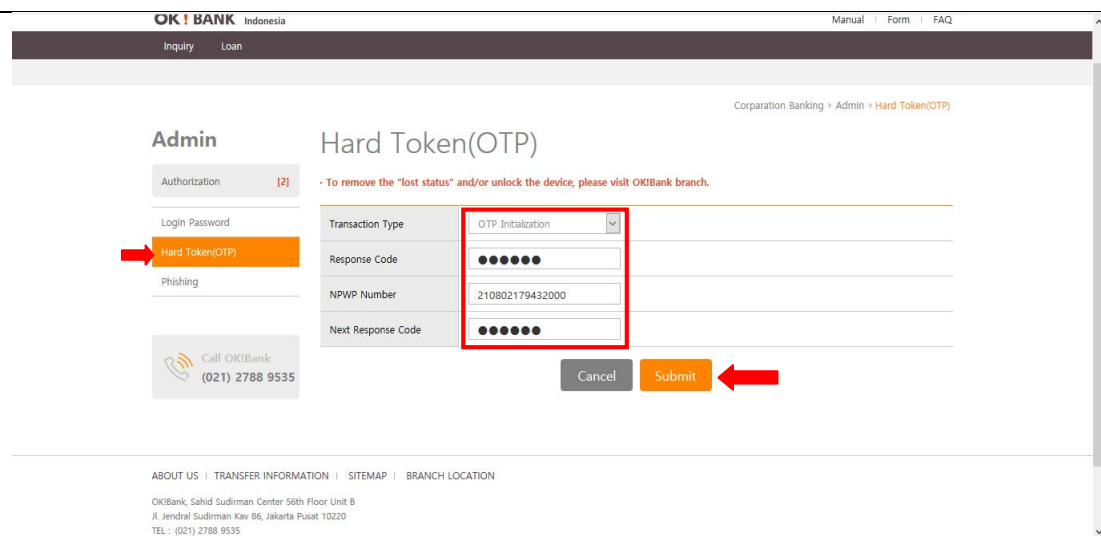 OK! BANK Indonesia
Manual | Form | FAQ
Inquiry Loan
Corparation Banking > Admin > Hard Token(OTP)
Admin
Hard Token(OTP)
Authorization [2]
· To remove the "lost status" and/or unlock the device, please visit OK!Bank branch.
Login Password
Hard Token(OTP)
Phishing
Transaction Type OTP Initialization
Response Code ●●●●●●
NPWP Number 210802179432000
Next Response Code ●●●●●●
Call OK!Bank
(021) 2788 9535
Cancel Submit
ABOUT US | TRANSFER INFORMATION | SITEMAP | BRANCH LOCATION
OK!Bank, Sahid Sudirman Center 56th Floor Unit B
Jl. Jendral Sudirman Kav 86, Jakarta Pusat 10220
TEL : (021) 2788 9535